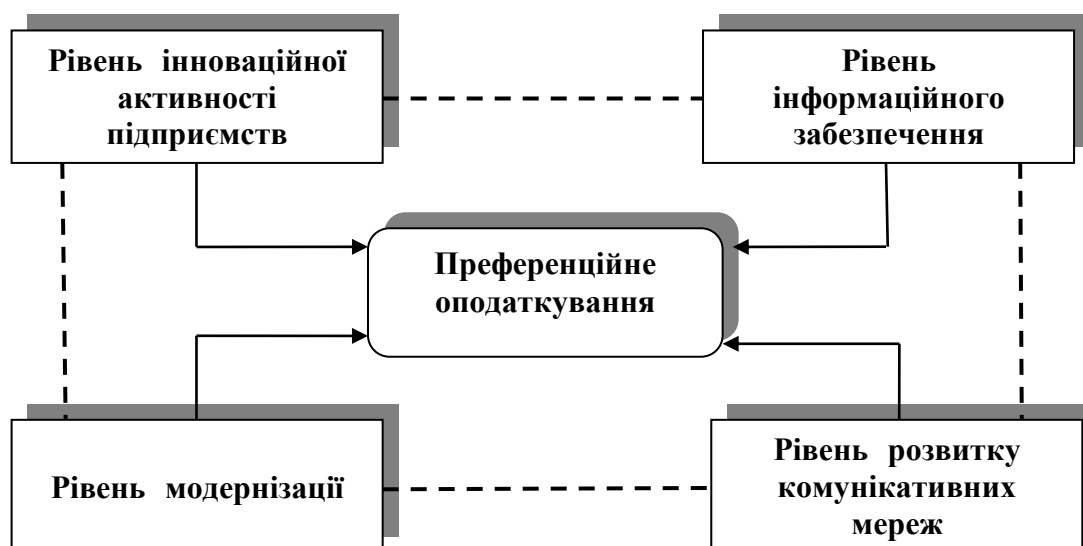 Рівень інноваційної
активності
підприємств
Рівень
інформаційного
забезпечення
Преференційне
оподаткування
Рівень модернізації
Рівень розвитку
комунікативних
мереж